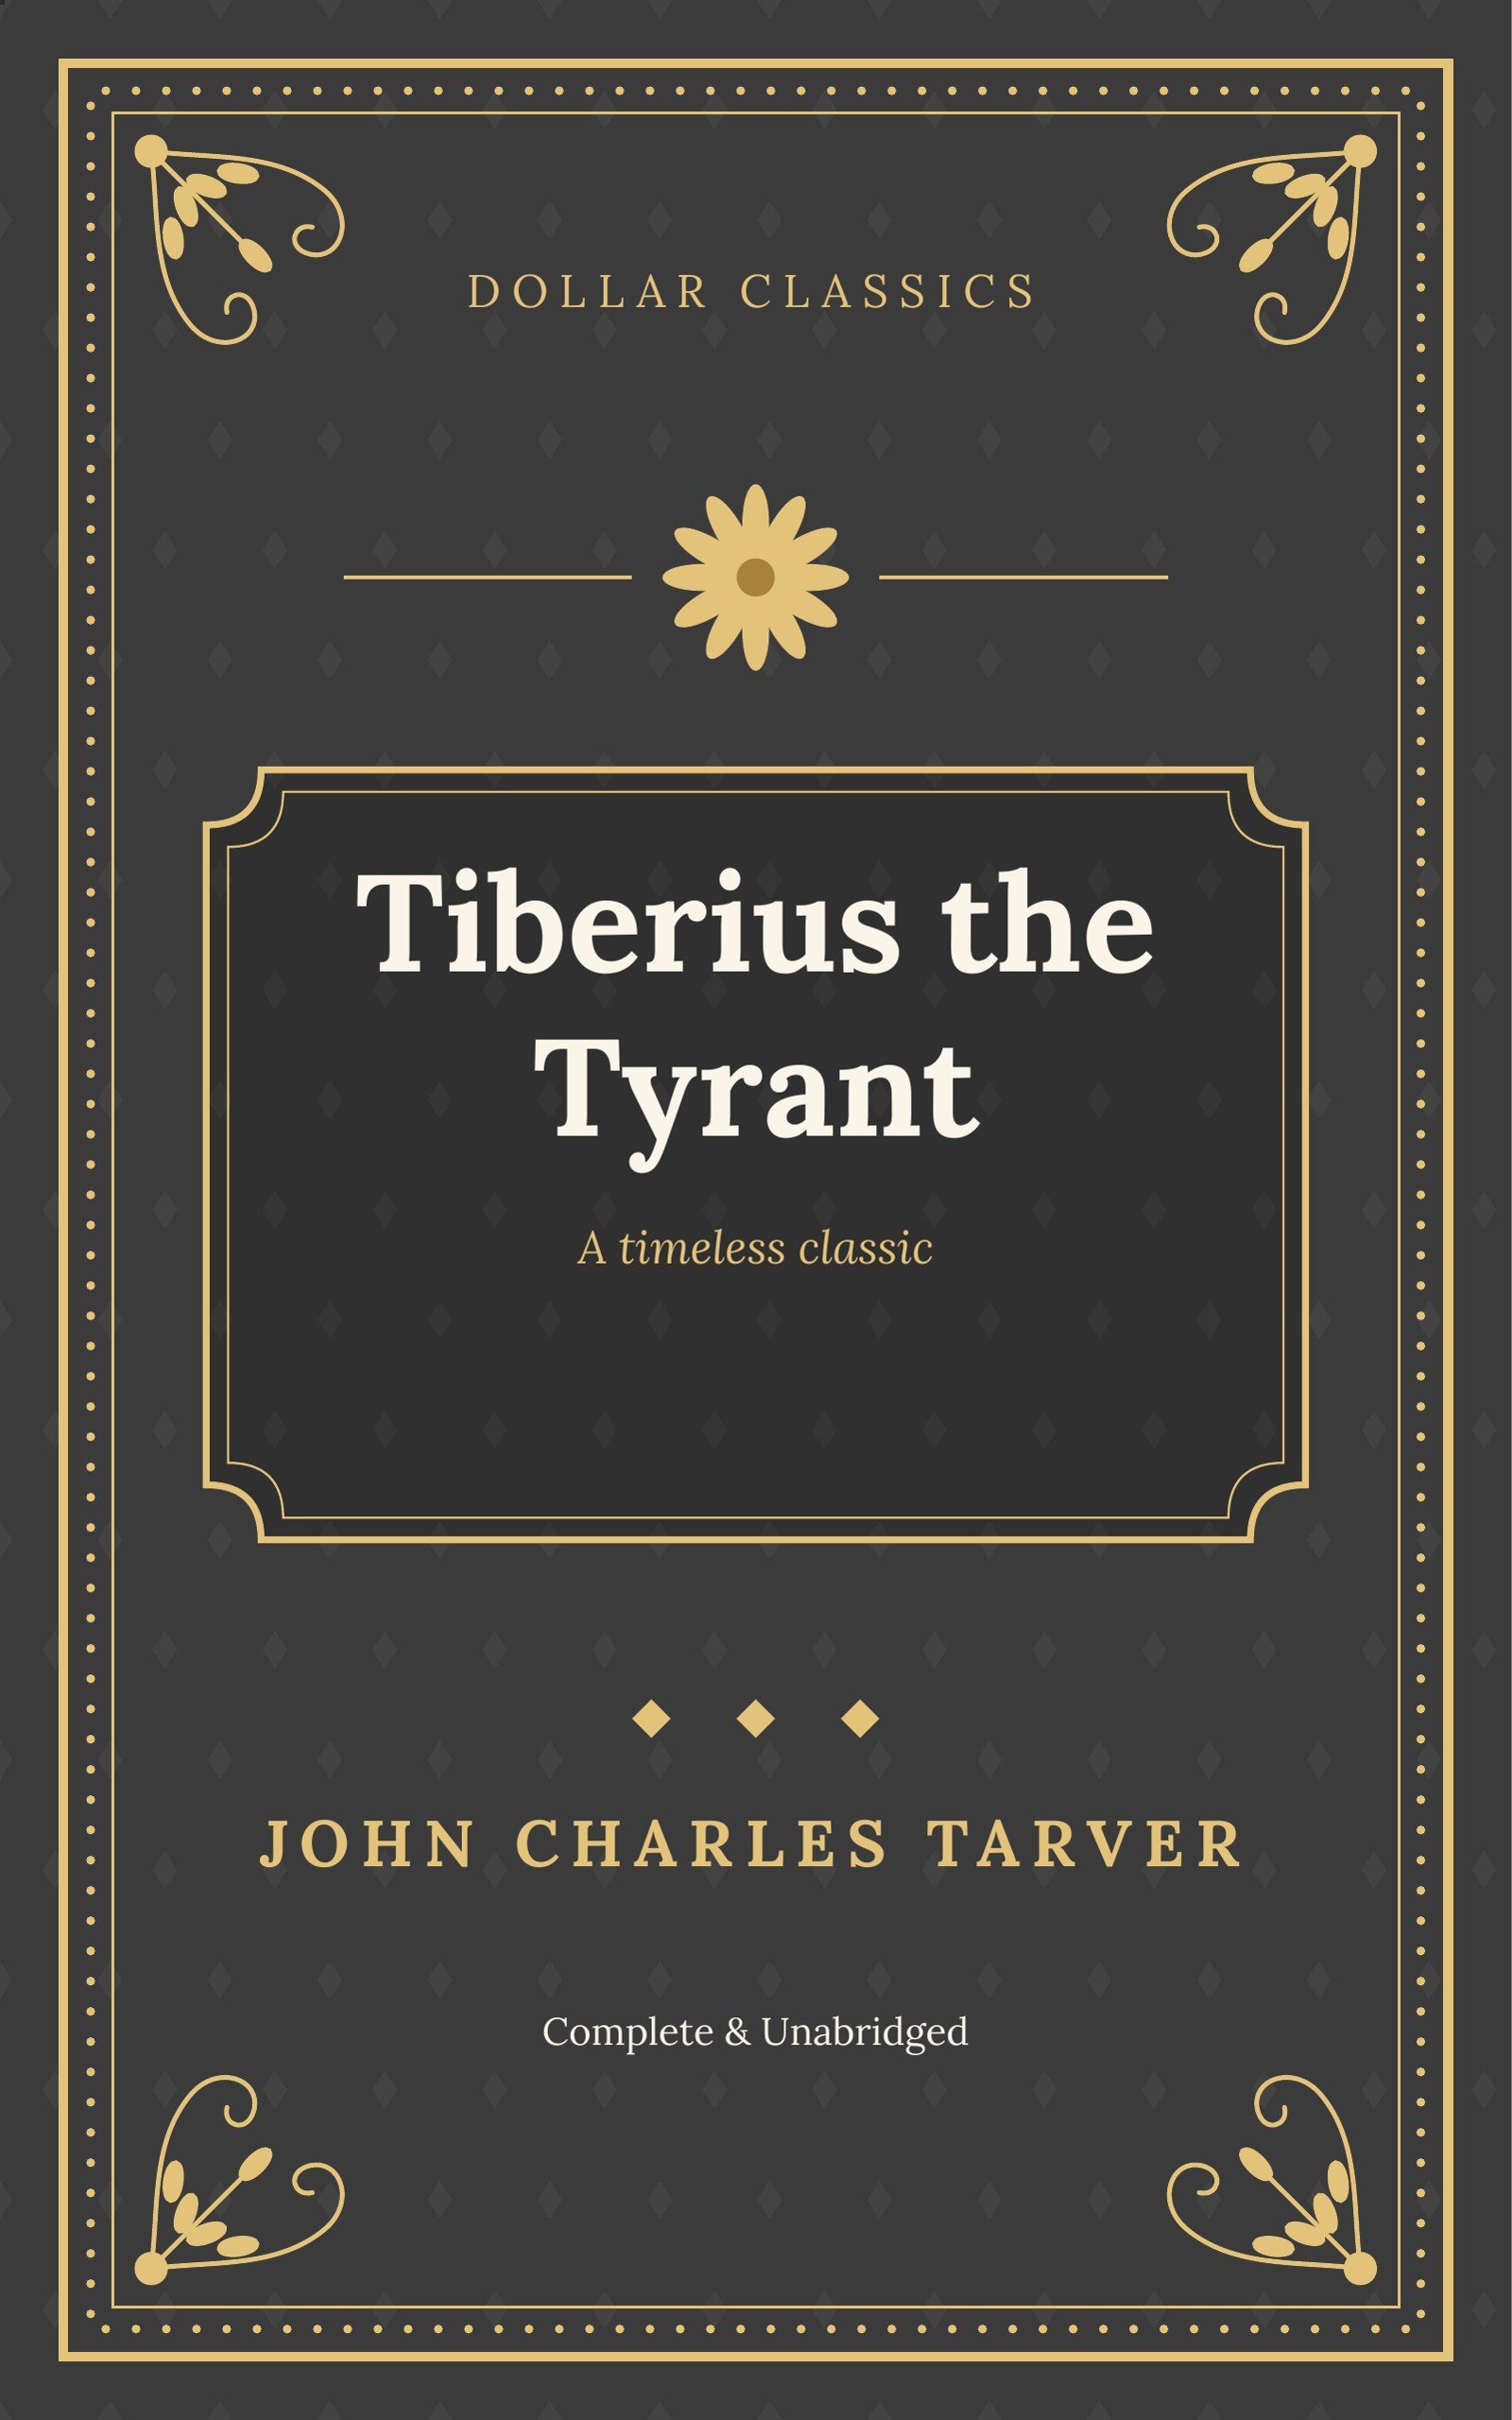 DOLLAR CLASSICS
Tiberius the
Tyrant
A timeless classic
JOHN CHARLES TARVER
Complete & Unabridged